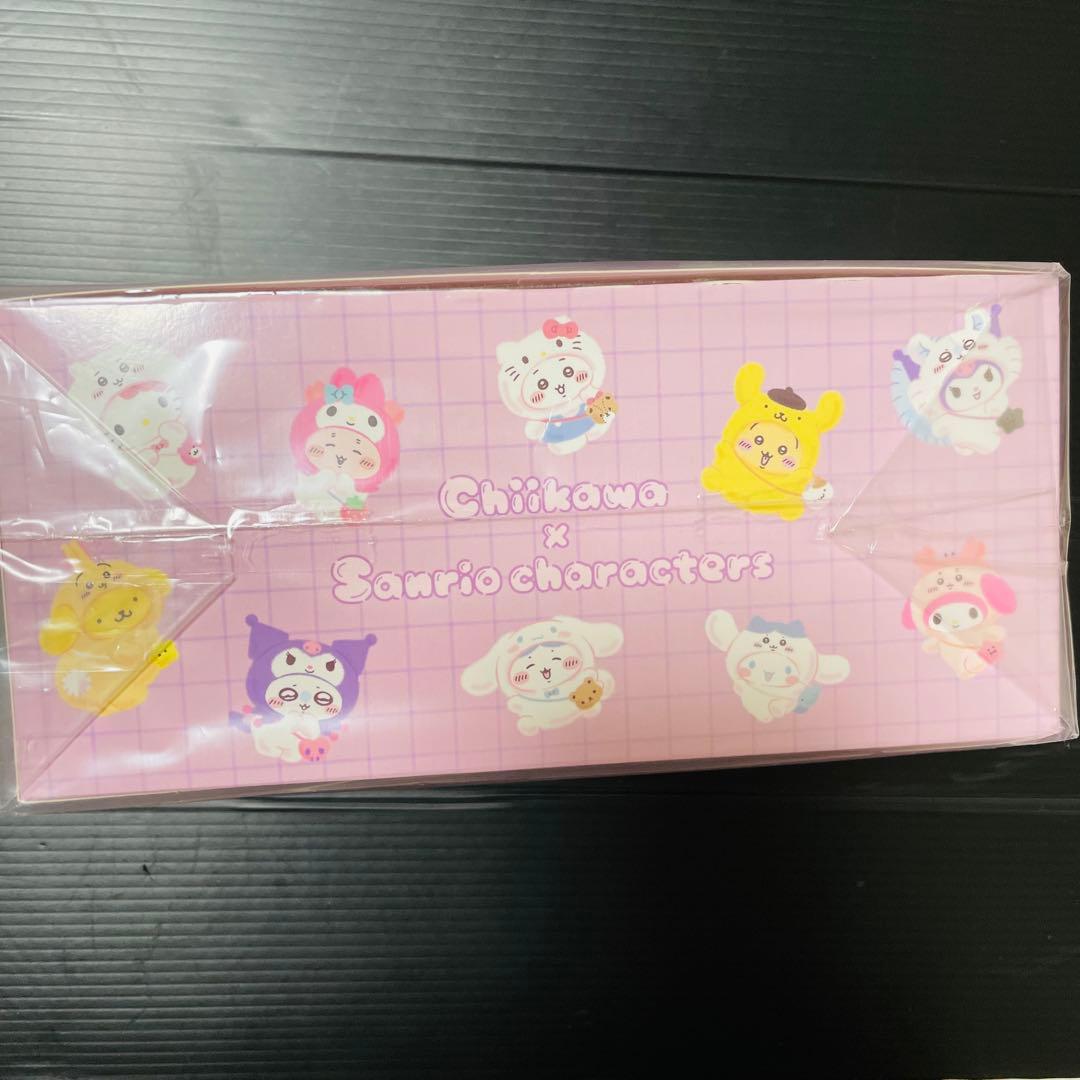 Chiikawa
x
Sanrio characters